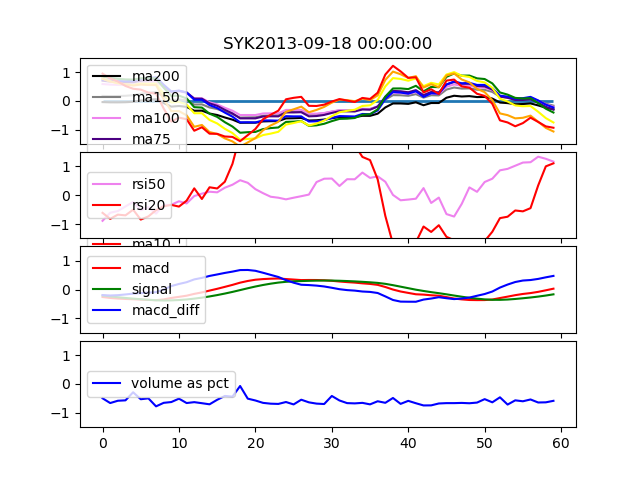 SYK2013-09-18 00:00:00
1
0
−1
ma200
ma150
ma100
ma75
1
0
−1
rsi50
rsi20
ma10
1
0
−1
macd
signal
macd_diff
1
0
−1
volume as pct
0 10 20 30 40 50 60